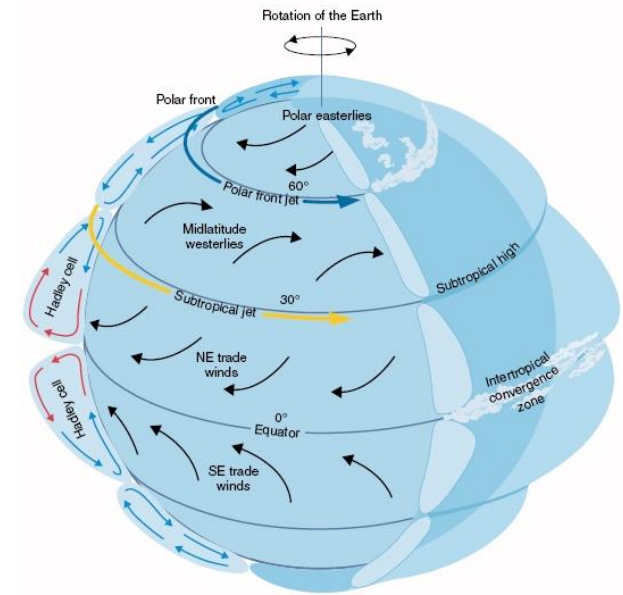 Rotation of the Earth
Polar front
Polar easterlies
60°
Polar front jet
Midlatitude
westerlies
Hadley cell
Subtropical high
30°
Subtropical jet
NE trade
winds
Intertropical
convergence
zone
0°
Equator
Hadley cell
SE trade
winds